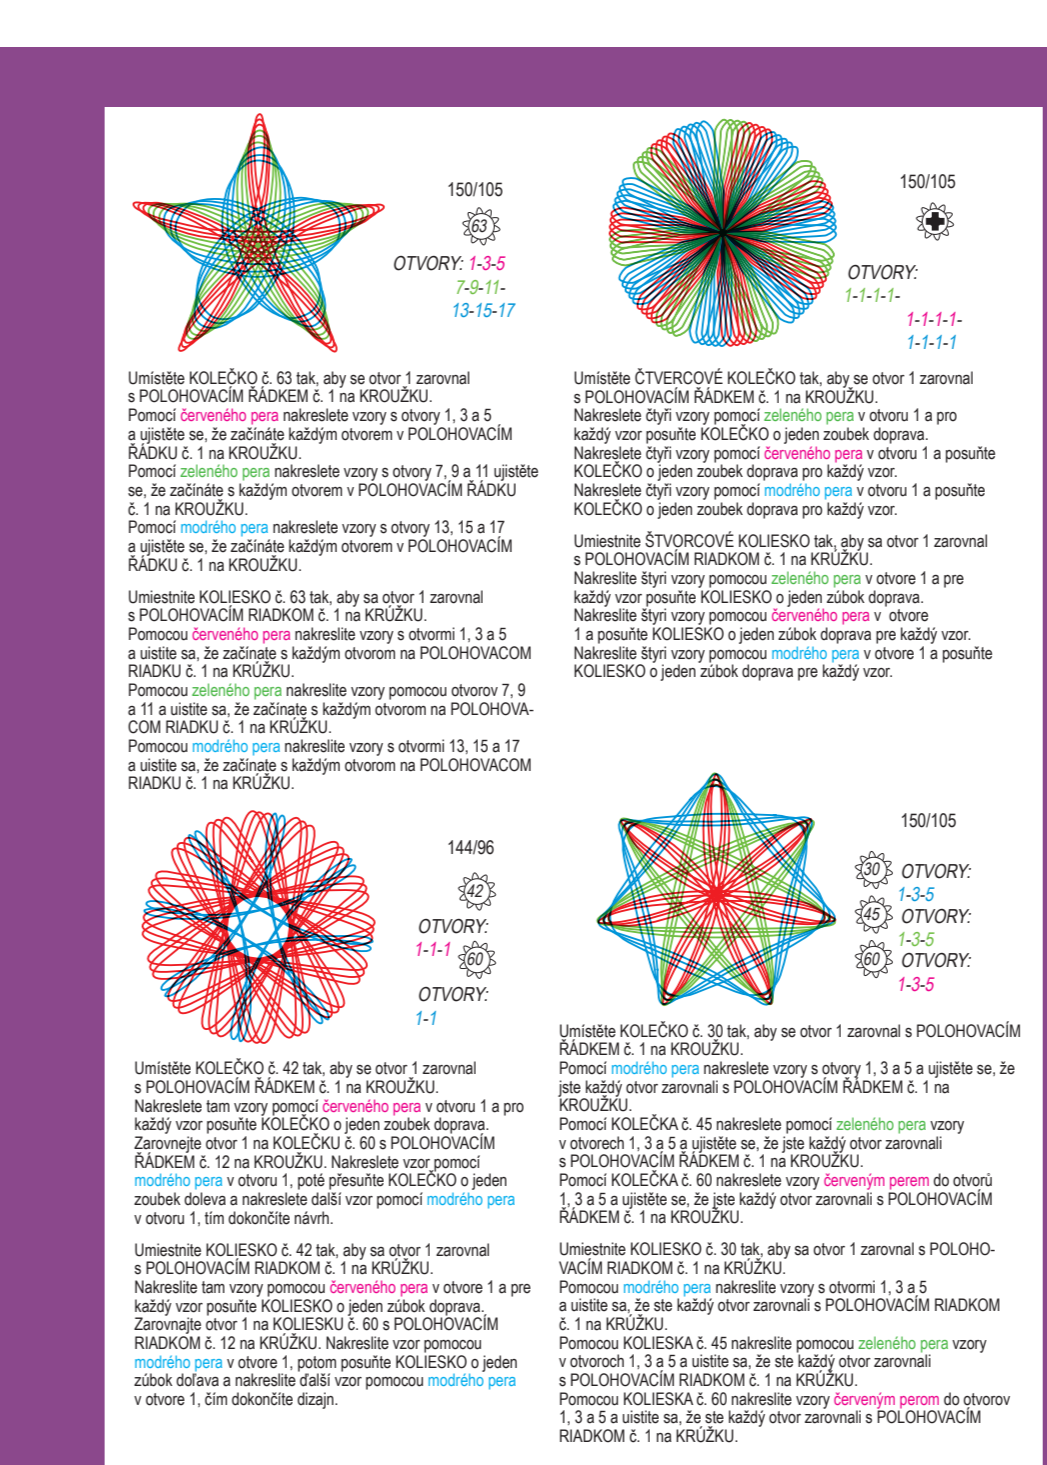 150/105
63
OTVORY: 1-3-5
7-9-11-
13-15-17
Umístěte KOLEČKO č. 63 tak, aby se otvor 1 zarovnal
s POLOHOVACÍM ŘÁDKEM č. 1 na KROUŽKU.
Pomocí červeného pera nakreslete vzory s otvory 1, 3 a 5
a ujistěte se, že začínáte každým otvorem v POLOHOVACÍM
ŘÁDKU č. 1 na KROUŽKU.
Pomocí zeleného pera nakreslete vzory s otvory 7, 9 a 11 ujistěte
se, že začínáte s každým otvorem v POLOHOVACÍM ŘÁDKU
č. 1 na KROUŽKU.
Pomocí modrého pera nakreslete vzory s otvory 13, 15 a 17
a ujistěte se, že začínáte každým otvorem v POLOHOVACÍM
ŘÁDKU č. 1 na KROUŽKU.
Umiestnite KOLIESKO č. 63 tak, aby sa otvor 1 zarovnal
s POLOHOVACÍM RIADKOM č. 1 na KRÚŽKU.
Pomocou červeného pera nakreslite vzory s otvormi 1, 3 a 5
a uistite sa, že začínate s každým otvorom na POLOHOVACOM
RIADKU č. 1 na KRÚŽKU.
Pomocou zeleného pera nakreslite vzory pomocou otvorov 7, 9
a 11 a uistite sa, že začínate s každým otvorom na POLOHOVA-
COM RIADKU č. 1 na KRÚŽKU.
Pomocou modrého pera nakreslite vzory s otvormi 13, 15 a 17
a uistite sa, že začínate s každým otvorom na POLOHOVACOM
RIADKU č. 1 na KRÚŽKU.
150/105
OTVORY:
1-1-1-1-
1-1-1-1-
1-1-1-1
Umístěte ČTVERCOVÉ KOLEČKO tak, aby se otvor 1 zarovnal
s POLOHOVACÍM ŘÁDKEM č. 1 na KROUŽKU.
Nakreslete čtyři vzory pomocí zeleného pera v otvoru 1 a pro
každý vzor posuňte KOLEČKO o jeden zoubek doprava.
Nakreslete čtyři vzory pomocí červeného pera v otvoru 1 a posuňte
KOLEČKO o jeden zoubek doprava pro každý vzor.
Nakreslete čtyři vzory pomocí modrého pera v otvoru 1 a posuňte
KOLEČKO o jeden zoubek doprava pro každý vzor.
Umiestnite ŠTVORCOVÉ KOLIESKO tak, aby sa otvor 1 zarovnal
s POLOHOVACÍM RIADKOM č. 1 na KRÚŽKU.
Nakreslite štyri vzory pomocou zeleného pera v otvore 1 a pre
každý vzor posuňte KOLIESKO o jeden zúbok doprava.
Nakreslite štyri vzory pomocou červeného pera v otvore
1 a posuňte KOLIESKO o jeden zúbok doprava pre každý vzor.
Nakreslite štyri vzory pomocou modrého pera v otvore 1 a posuňte
KOLIESKO o jeden zúbok doprava pre každý vzor.
144/96
42
OTVORY:
1-1-1
60
OTVORY:
1-1
Umístěte KOLEČKO č. 42 tak, aby se otvor 1 zarovnal
s POLOHOVACÍM ŘÁDKEM č. 1 na KROUŽKU.
Nakreslete tam vzory pomocí červeného pera v otvoru 1 a pro
každý vzor posuňte KOLEČKO o jeden zoubek doprava.
Zarovnejte otvor 1 na KOLEČKU č. 60 s POLOHOVACÍM
ŘÁDKEM č. 12 na KROUŽKU. Nakreslete vzor pomocí
modrého pera v otvoru 1, poté přesuňte KOLEČKO o jeden
zoubek doleva a nakreslete další vzor pomocí modrého pera
v otvoru 1, tím dokončíte návrh.
Umiestnite KOLIESKO č. 42 tak, aby sa otvor 1 zarovnal
s POLOHOVACÍM RIADKOM č. 1 na KRÚŽKU.
Nakreslite tam vzory pomocou červeného pera v otvore 1 a pre
každý vzor posuňte KOLIESKO o jeden zúbok doprava.
Zarovnajte otvor 1 na KOLIESKU č. 60 s POLOHOVACÍM
RIADKOM č. 12 na KRÚŽKU. Nakreslite vzor pomocou
modrého pera v otvore 1, potom posuňte KOLIESKO o jeden
zúbok doľava a nakreslite ďalší vzor pomocou modrého pera
v otvore 1, čím dokončíte dizajn.
150/105
30 OTVORY:
1-3-5
45 OTVORY:
1-3-5
60 OTVORY:
1-3-5
Umístěte KOLEČKO č. 30 tak, aby se otvor 1 zarovnal s POLOHOVACÍM
ŘÁDKEM č. 1 na KROUŽKU.
Pomocí modrého pera nakreslete vzory s otvory 1, 3 a 5 a ujistěte se, že
jste každý otvor zarovnali s POLOHOVACÍM ŘÁDKEM č. 1 na
KROUŽKU.
Pomocí KOLEČKA č. 45 nakreslete pomocí zeleného pera vzory
v otvorech 1, 3 a 5 a ujistěte se, že jste každý otvor zarovnali
s POLOHOVACÍM ŘÁDKEM č. 1 na KROUŽKU.
Pomocí KOLEČKA č. 60 nakreslete vzory červeným perem do otvorů
1, 3 a 5 a ujistěte se, že jste každý otvor zarovnali s POLOHOVACÍM
ŘÁDKEM č. 1 na KROUŽKU.
Umiestnite KOLIESKO č. 30 tak, aby sa otvor 1 zarovnal s POLOHO-
VACÍM RIADKOM č. 1 na KRÚŽKU.
Pomocou modrého pera nakreslite vzory s otvormi 1, 3 a 5
a uistite sa, že ste každý otvor zarovnali s POLOHOVACÍM RIADKOM
č. 1 na KRÚŽKU.
Pomocou KOLIESKA č. 45 nakreslite pomocou zeleného pera vzory
v otvoroch 1, 3 a 5 a uistite sa, že ste každý otvor zarovnali
s POLOHOVACÍM RIADKOM č. 1 na KRÚŽKU.
Pomocou KOLIESKA č. 60 nakreslite vzory červeným perom do otvorov
1, 3 a 5 a uistite sa, že ste každý otvor zarovnali s POLOHOVACÍM
RIADKOM č. 1 na KRÚŽKU.